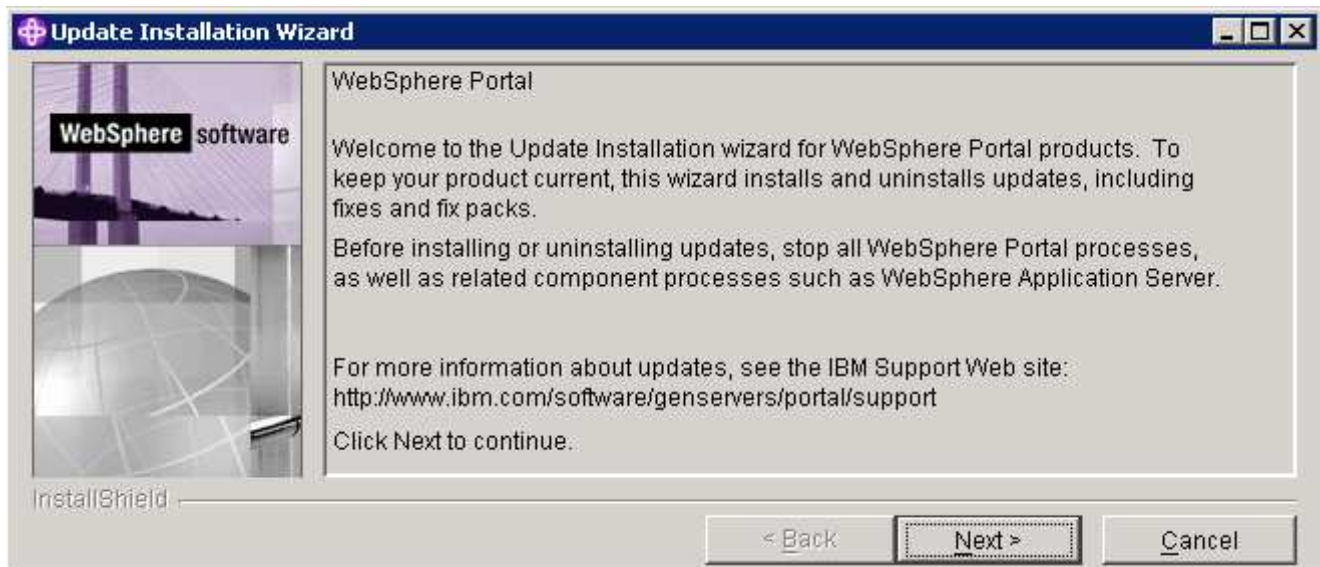 Update Installation Wizard
WebSphere software
WebSphere Portal
Welcome to the Update Installation wizard for WebSphere Portal products. To
keep your product current, this wizard installs and uninstalls updates, including
fixes and fix packs.
Before installing or uninstalling updates, stop all WebSphere Portal processes,
as well as related component processes such as WebSphere Application Server.
For more information about updates, see the IBM Support Web site:
http://www.ibm.com/software/genservers/portal/support
Click Next to continue.
InstallShield
< Back
Next >
Cancel